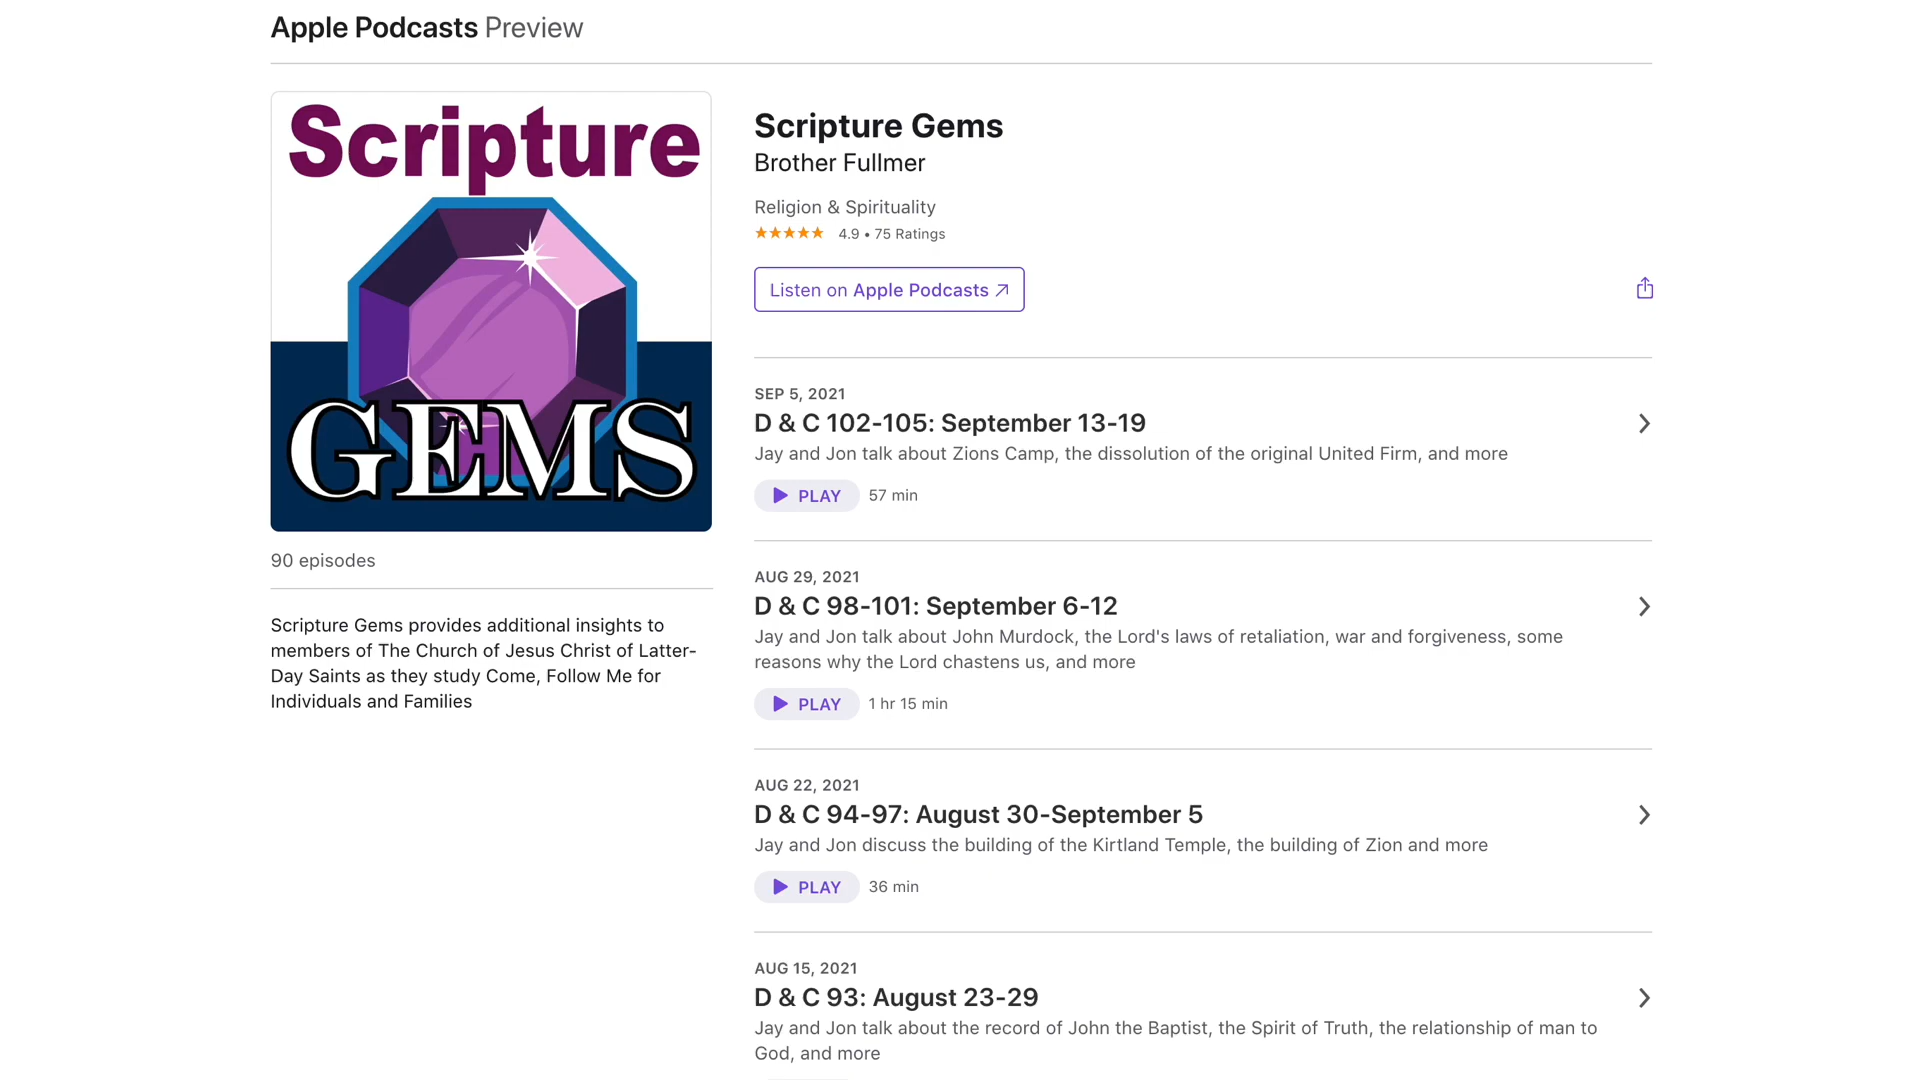 Apple Podcasts Preview
Scripture
GEMS
90 episodes
Scripture Gems provides additional insights to
members of The Church of Jesus Christ of Latter-
Day Saints as they study Come, Follow Me for
Individuals and Families
Scripture Gems
Brother Fullmer
Religion & Spirituality
★★★★★ 4.9 • 75 Ratings
Listen on Apple Podcasts ↗
SEP 5, 2021
D & C 102-105: September 13-19
Jay and Jon talk about Zions Camp, the dissolution of the original United Firm, and more
PLAY 57 min
AUG 29, 2021
D & C 98-101: September 6-12
Jay and Jon talk about John Murdock, the Lord's laws of retaliation, war and forgiveness, some
reasons why the Lord chastens us, and more
PLAY 1 hr 15 min
AUG 22, 2021
D & C 94-97: August 30-September 5
Jay and Jon discuss the building of the Kirtland Temple, the building of Zion and more
PLAY 36 min
AUG 15, 2021
D & C 93: August 23-29
Jay and Jon talk about the record of John the Baptist, the Spirit of Truth, the relationship of man to
God, and more